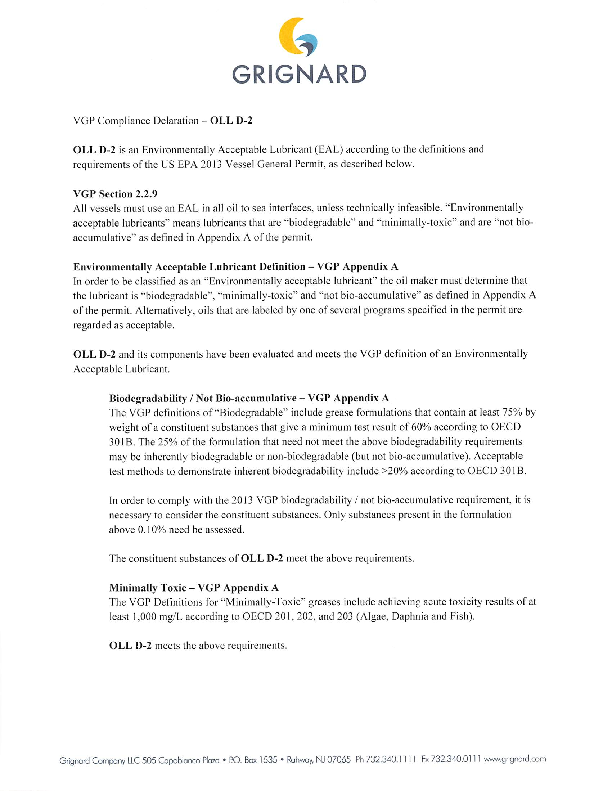 GRIGNARD
VGP Compliance Delaration – OLL D-2
OLL D-2 is an Environmentally Acceptable Lubricant (EAL) according to the definitions and
requirements of the US EPA 2013 Vessel General Permit, as described below.
VGP Section 2.2.9
All vessels must use an EAL in all oil to sea interfaces, unless technically infeasible. “Environmentally
acceptable lubricants” means lubricants that are “biodegradable” and “minimally-toxic” and are “not bio-
accumulative” as defined in Appendix A of the permit.
Environmentally Acceptable Lubricant Definition – VGP Appendix A
In order to be classified as an “Environmentally acceptable lubricant” the oil maker must determine that
the lubricant is “biodegradable”, “minimally-toxic” and “not bio-accumulative” as defined in Appendix A
of the permit. Alternatively, oils that are labeled by one of several programs specified in the permit are
regarded as acceptable.
OLL D-2 and its components have been evaluated and meets the VGP definition of an Environmentally
Acceptable Lubricant.
Biodegradability / Not Bio-accumulative – VGP Appendix A
The VGP definitions of “Biodegradable” include grease formulations that contain at least 75% by
weight of a constituent substances that give a minimum test result of 60% according to OECD
301B. The 25% of the formulation that need not meet the above biodegradability requirements
may be inherently biodegradable or non-biodegradable (but not bio-accumulative). Acceptable
test methods to demonstrate inherent biodegradability include >20% according to OECD 301B.
In order to comply with the 2013 VGP biodegradability / not bio-accumulative requirement, it is
necessary to consider the constituent substances. Only substances present in the formulation
above 0.10% need be assessed.
The constituent substances of OLL D-2 meet the above requirements.
Minimally Toxic – VGP Appendix A
The VGP Definitions for “Minimally-Toxic” greases include achieving acute toxicity results of at
least 1,000 mg/L according to OECD 201, 202, and 203 (Algae, Daphnia and Fish).
OLL D-2 meets the above requirements.
Grignard Company LLC 505 Capobianco Plaza • P.O. Box 1535 • Rahway, NJ 07065 Ph 732.340.1111 Fx 732.340.0111 www.grignard.com